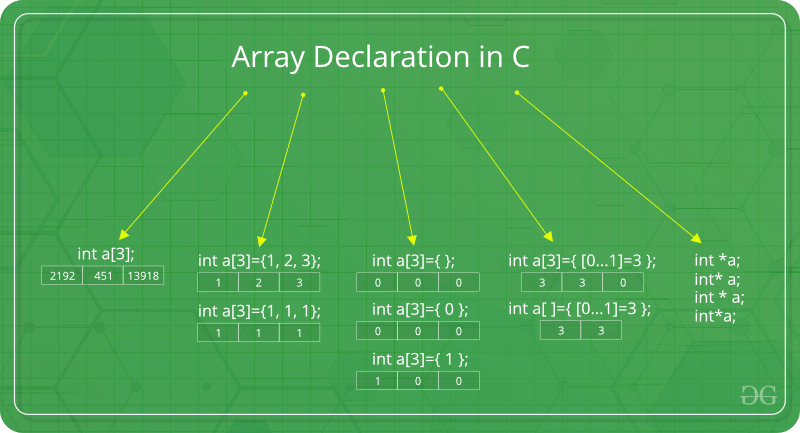 Array Declaration in C
int a[3];
2192 451 13918
int a[3]={1, 2, 3};
1 2 3
int a[3]={1, 1, 1};
1 1 1
int a[3]={ };
0 0 0
int a[3]={ 0 };
0 0 0
int a[3]={ 1 };
1 0 0
int a[3]={ [0...1]=3 };
3 3 0
int a[ ]={ [0...1]=3 };
3 3
int *a;
int* a;
int * a;
int*a;